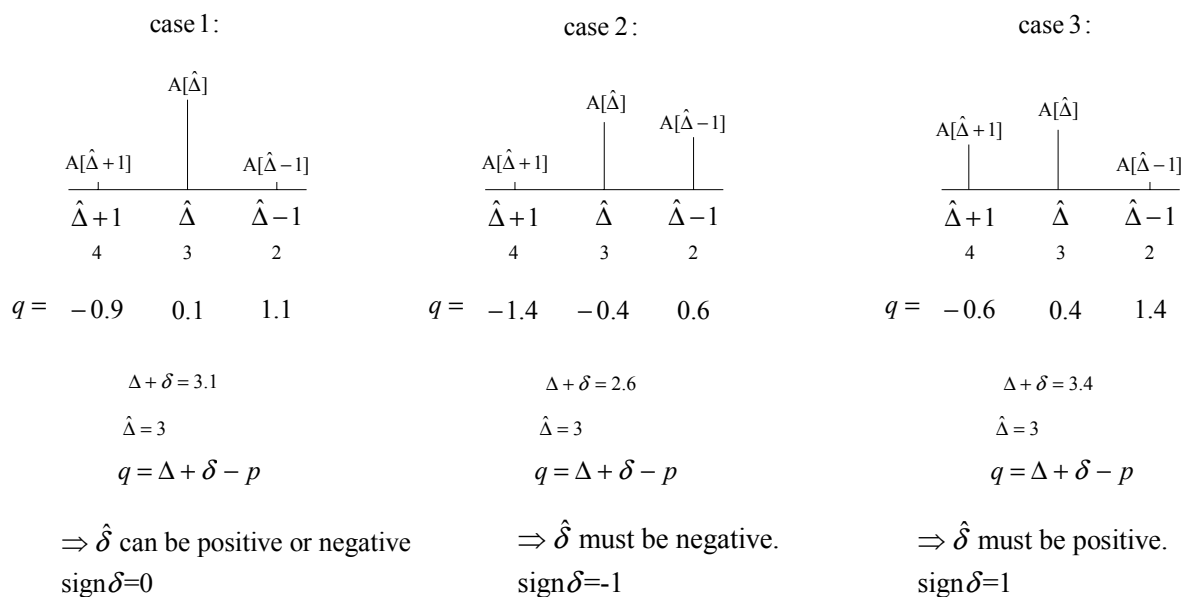 case 1:
A[Δ̂]
A[Δ̂+1] A[Δ̂−1]
Δ̂+1 Δ̂ Δ̂−1
4 3 2
q = −0.9 0.1 1.1
Δ + δ = 3.1
Δ̂ = 3
q = Δ + δ − p
⇒ δ̂ can be positive or negative
signδ=0
case 2:
A[Δ̂]
A[Δ̂−1]
A[Δ̂+1]
Δ̂+1 Δ̂ Δ̂−1
4 3 2
q = −1.4 −0.4 0.6
Δ + δ = 2.6
Δ̂ = 3
q = Δ + δ − p
⇒ δ̂ must be negative.
signδ=-1
case 3:
A[Δ̂]
A[Δ̂+1]
A[Δ̂−1]
Δ̂+1 Δ̂ Δ̂−1
4 3 2
q = −0.6 0.4 1.4
Δ + δ = 3.4
Δ̂ = 3
q = Δ + δ − p
⇒ δ̂ must be positive.
signδ=1